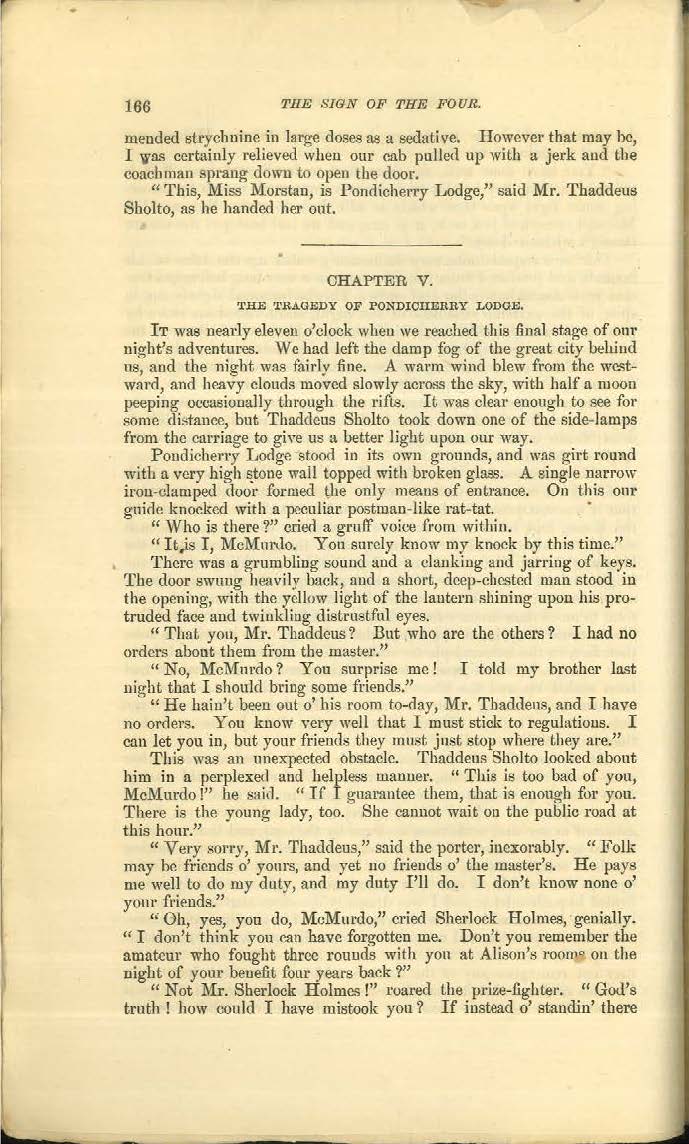 166 THE SIGN OF THE FOUR.
mended strychnine in large doses as a sedative. However that may be,
I was certainly relieved when our cab pulled up with a jerk and the
coachman sprang down to open the door.
"This, Miss Morstan, is Pondicherry Lodge," said Mr. Thaddeus
Sholto, as he handed her out.
CHAPTER V.
THE TRAGEDY OF PONDICHERRY LODGE.
IT was nearly eleven o'clock when we reached this final stage of our
night's adventures. We had left the damp fog of the great city behind
us, and the night was fairly fine. A warm wind blew from the west-
ward, and heavy clouds moved slowly across the sky, with half a moon
peeping occasionally through the rifts. It was clear enough to see for
some distance, but Thaddeus Sholto took down one of the side-lamps
from the carriage to give us a better light upon our way.
Pondicherry Lodge stood in its own grounds, and was girt round
with a very high stone wall topped with broken glass. A single narrow
iron-clamped door formed the only means of entrance. On this our
guide knocked with a peculiar postman-like rat-tat.
"Who is there?" cried a gruff voice from within.
"It is I, McMurdo. You surely know my knock by this time."
There was a grumbling sound and a clanking and jarring of keys.
The door swung heavily back, and a short, deep-chested man stood in
the opening, with the yellow light of the lantern shining upon his pro-
truded face and twinkling distrustful eyes.
"That you, Mr. Thaddeus? But who are the others? I had no
orders about them from the master."
"No, McMurdo? You surprise me! I told my brother last
night that I should bring some friends."
"He hain't been out o' his room to-day, Mr. Thaddeus, and I have
no orders. You know very well that I must stick to regulations. I
can let you in, but your friends they must just stop where they are."
This was an unexpected obstacle. Thaddeus Sholto looked about
him in a perplexed and helpless manner. "This is too bad of you,
McMurdo!" he said. "If I guarantee them, that is enough for you.
There is the young lady, too. She cannot wait on the public road at
this hour."
"Very sorry, Mr. Thaddeus," said the porter, inexorably. "Folk
may be friends o' yours, and yet no friends o' the master's. He pays
me well to do my duty, and my duty I'll do. I don't know none o'
your friends."
"Oh, yes, you do, McMurdo," cried Sherlock Holmes, genially.
"I don't think you can have forgotten me. Don't you remember the
amateur who fought three rounds with you at Alison's rooms on the
night of your benefit four years back?"
"Not Mr. Sherlock Holmes!" roared the prize-fighter. "God's
truth! how could I have mistook you? If instead o' standin' there